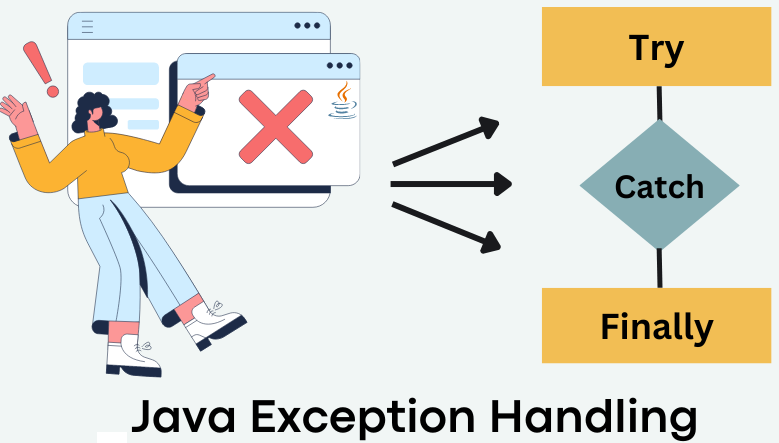 Try
Catch
Finally
Java Exception Handling